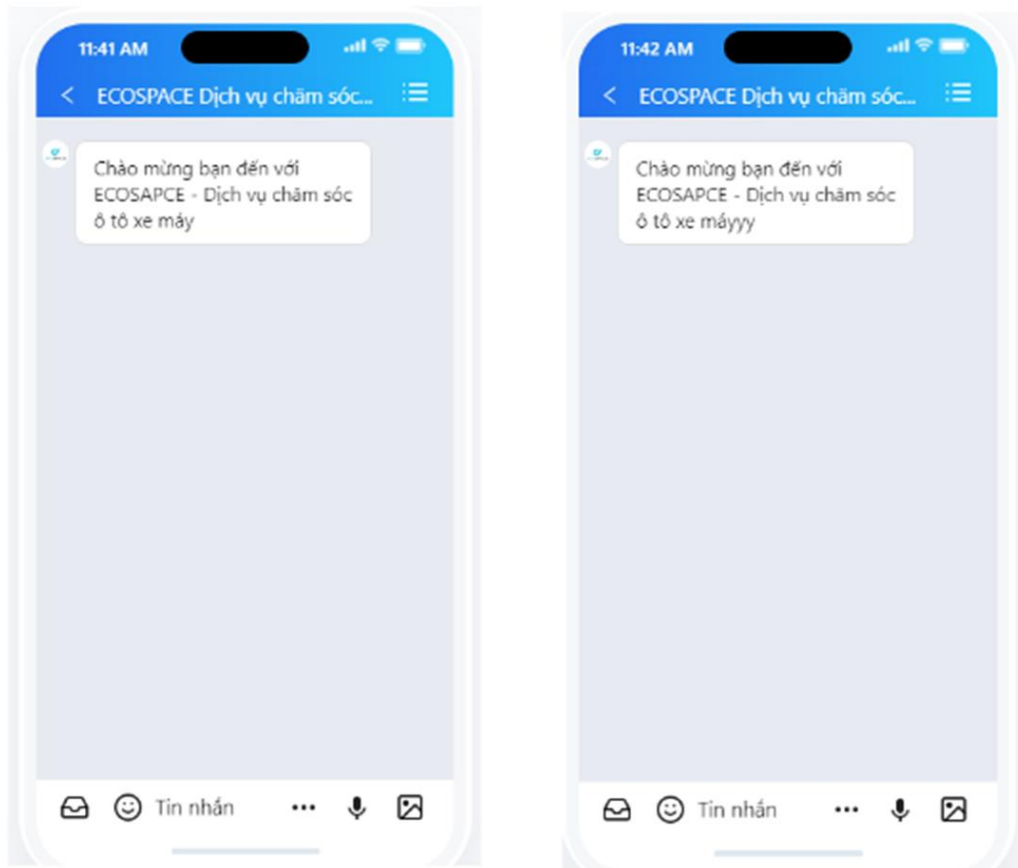 11:41 AM
ECOSPACE Dịch vụ chăm sóc...
Chào mừng bạn đến với
ECOSAPCE - Dịch vụ chăm sóc
ô tô xe máy
Tin nhắn
11:42 AM
ECOSPACE Dịch vụ chăm sóc...
Chào mừng bạn đến với
ECOSAPCE - Dịch vụ chăm sóc
ô tô xe máyyy
Tin nhắn